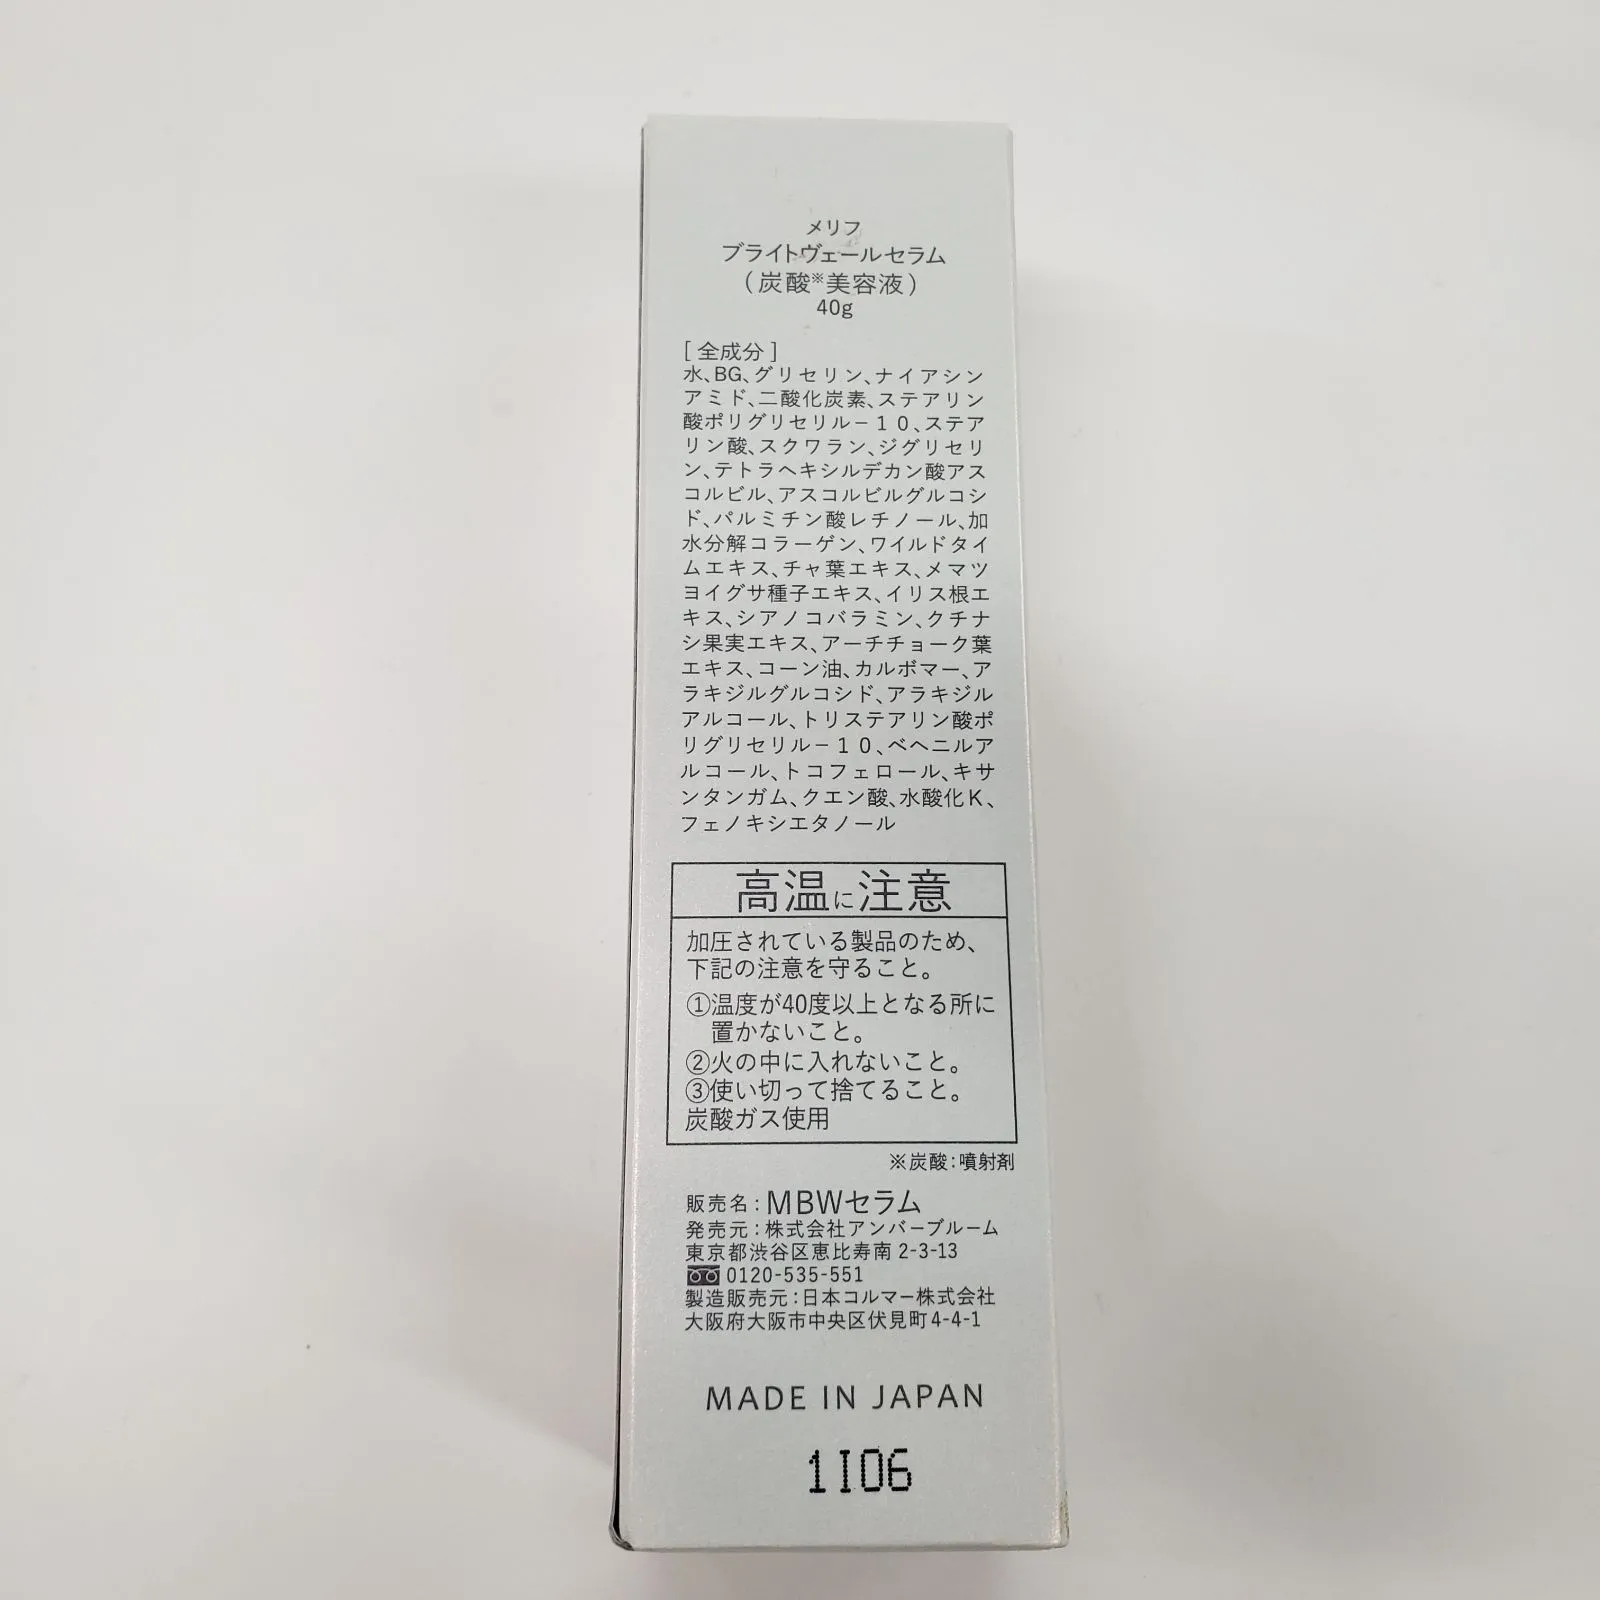 メリフ
ブライトヴェールセラム
（炭酸※美容液）
40g
[ 全成分 ]
水、BG、グリセリン、ナイアシン
アミド、二酸化炭素、ステアリン
酸ポリグリセリル－１０、ステア
リン酸、スクワラン、ジグリセリ
ン、テトラヘキシルデカン酸アス
コルビル、アスコルビルグルコシ
ド、パルミチン酸レチノール、加
水分解コラーゲン、ワイルドタイ
ムエキス、チャ葉エキス、メマツ
ヨイグサ種子エキス、イリス根エ
キス、シアノコバラミン、クチナ
シ果実エキス、アーチチョーク葉
エキス、コーン油、カルボマー、ア
ラキジルグルコシド、アラキジル
アルコール、トリステアリン酸ポ
リグリセリル－１０、ベヘニルア
ルコール、トコフェロール、キサ
ンタンガム、クエン酸、水酸化K、
フェノキシエタノール
高温に注意
加圧されている製品のため、
下記の注意を守ること。
①温度が40度以上となる所に
置かないこと。
②火の中に入れないこと。
③使い切って捨てること。
炭酸ガス使用
※炭酸：噴射剤
販売名：MBWセラム
発売元：株式会社アンバーブルーム
東京都渋谷区恵比寿南 2-3-13
0120-535-551
製造販売元：日本コルマー株式会社
大阪府大阪市中央区伏見町4-4-1
MADE IN JAPAN
1I06